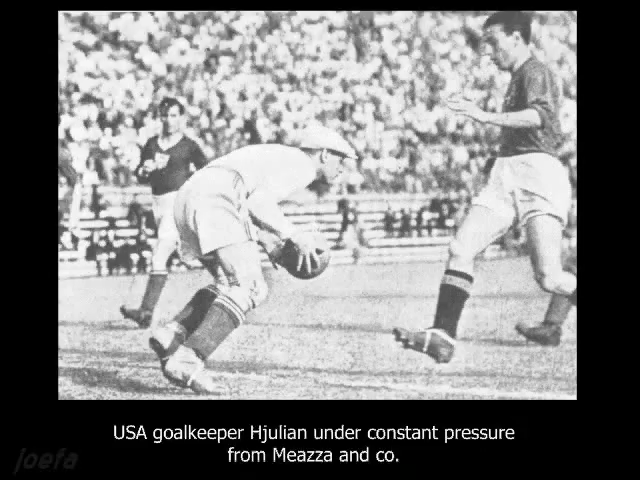 USA goalkeeper Hjulian under constant pressure
from Meazza and co.
joefa